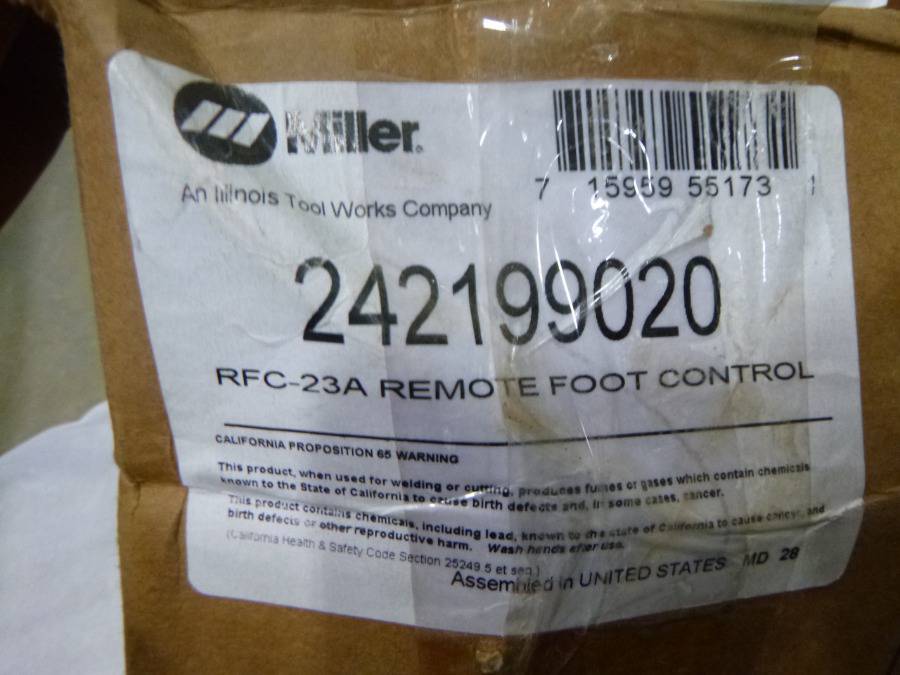 Miller.
An Illinois Tool Works Company
7 15959 55173 1
242199020
RFC-23A REMOTE FOOT CONTROL
CALIFORNIA PROPOSITION 65 WARNING
This product, when used for welding or cutting, produces fumes or gases which contain chemicals
known to the State of California to cause birth defects and, in some cases, cancer.
This product contains chemicals, including lead, known to the state of California to cause cancer, and
birth defects or other reproductive harm. Wash hands after use.
(California Health & Safety Code Section 25249.5 et seq.)
Assembled in UNITED STATES MD 28